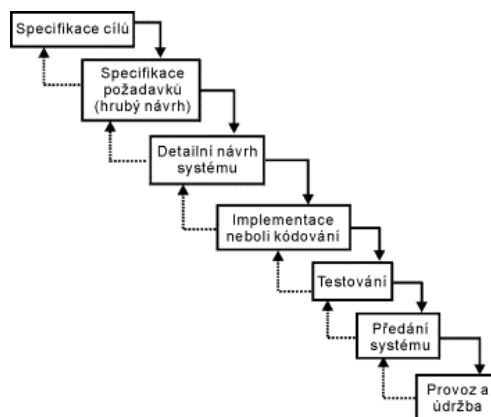 Specifikace cílů
Specifikace
požadavků
(hrubý návrh)
Detailní návrh
systému
Implementace
neboli kódování
Testování
Předání
systému
Provoz a
údržba